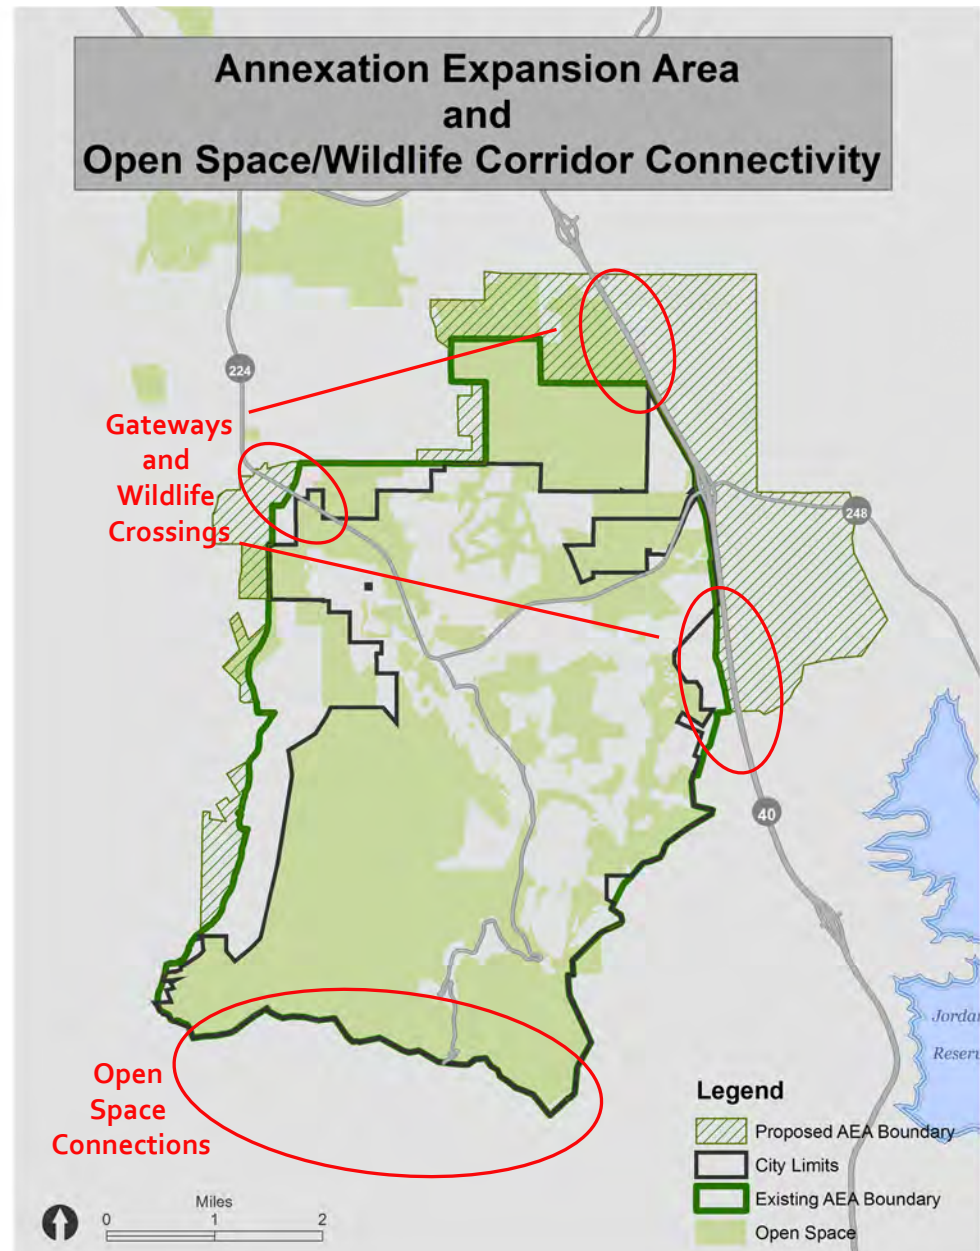 Annexation Expansion Area
and
Open Space/Wildlife Corridor Connectivity
224
Gateways
and
Wildlife
Crossings
248
40
Open
Space
Connections
Reser
Legend
Proposed AEA Boundary
City Limits
Existing AEA Boundary
Open Space
Miles
0
1
2